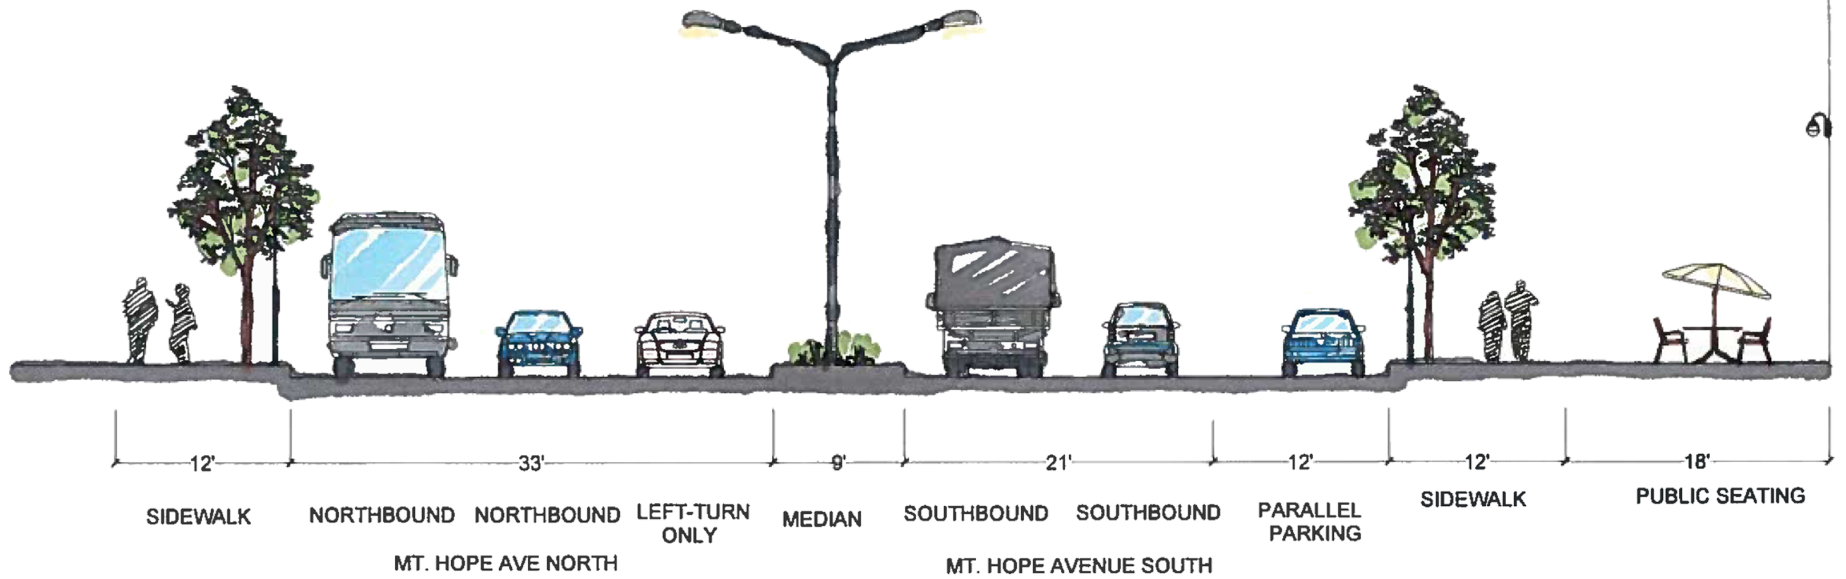 12' 33' 9' 21' 12' 12' 18'
SIDEWALK NORTHBOUND NORTHBOUND LEFT-TURN ONLY MEDIAN SOUTHBOUND SOUTHBOUND PARALLEL PARKING SIDEWALK PUBLIC SEATING
MT. HOPE AVE NORTH MT. HOPE AVENUE SOUTH